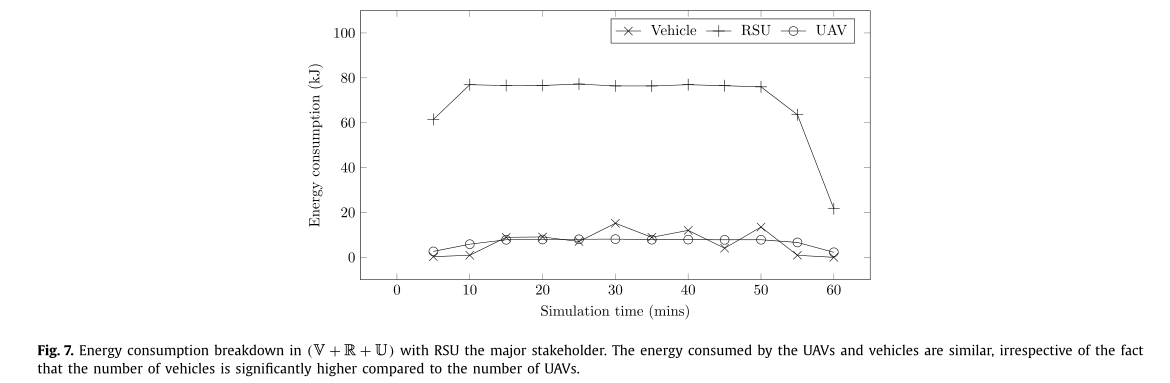 Vehicle RSU UAV
100
80
60
40
20
0
Energy consumption (kJ)
0 10 20 30 40 50 60
Simulation time (mins)
Fig. 7. Energy consumption breakdown in (𝕍 + ℝ + 𝕌) with RSU the major stakeholder. The energy consumed by the UAVs and vehicles are similar, irrespective of the fact
that the number of vehicles is significantly higher compared to the number of UAVs.